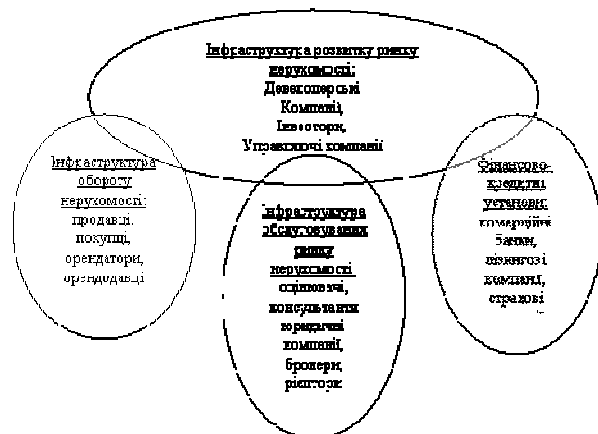 Інфраструктура розвитку ринку
нерухомості:
Девелоперські
Компанії,
Інвестори,
Управляючі компанії
Інфраструктура
обороту
нерухомості:
продавці,
покупці,
орендатори,
орендодавці
Інфраструктура
обслуговування
ринку
нерухомості
оцінювачі,
консультанти
юридичні
компанії,
брокери,
рієлтори
Фінансово-
кредитні
установи:
комерційні
банки,
лізингові
компанії,
страхові